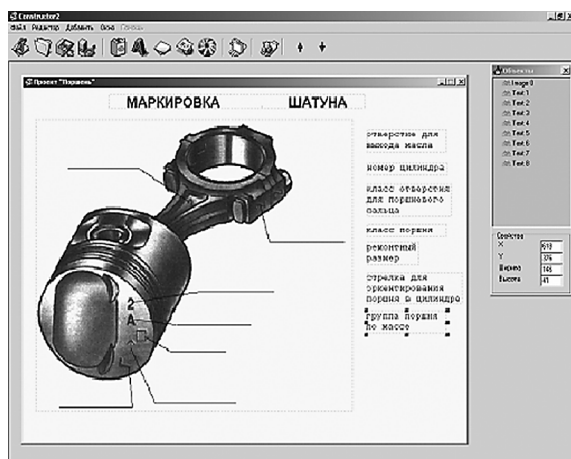 Constructor2
Файл Редактор Добавить Окно Помощь
Проект "Поршень"
МАРКИРОВКА ШАТУНА
отверстие для
выхода масла
номер цилиндра
класс отверстия
для поршневого
пальца
класс поршня
ремонтный
размер
стрелка для
ориентирования
поршня в цилиндре
группа поршня
по массе
2
А
Объекты
Image 0
Text 1
Text 2
Text 3
Text 4
Text 5
Text 6
Text 7
Text 8
Свойства
X 618
Y 376
Ширина 146
Высота 41